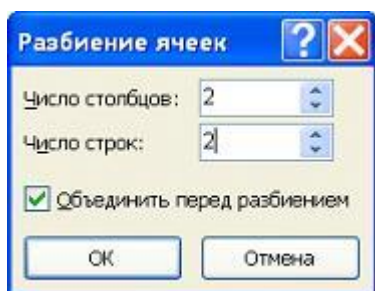 Разбиение ячеек ?
Число столбцов: 2
Число строк: 2
Объединить перед разбиением
ОК Отмена